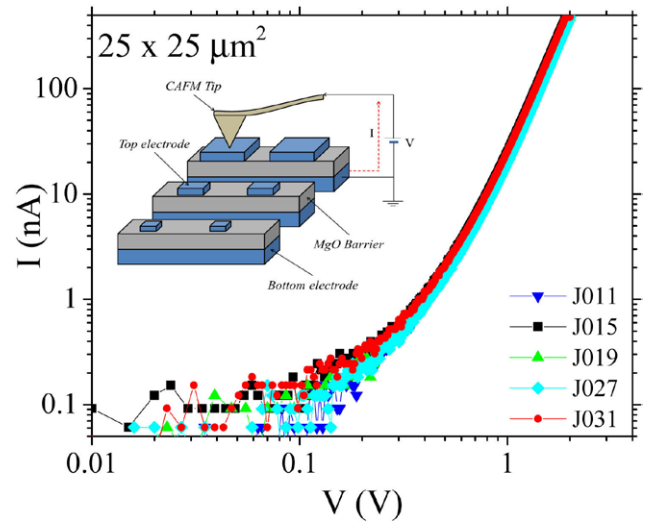 25 x 25 μm²
CAFM Tip
Top electrode
I
V
MgO Barrier
Bottom electrode
J011
J015
J019
J027
J031
100
10
1
0.1
I (nA)
0.01
0.1
1
V (V)